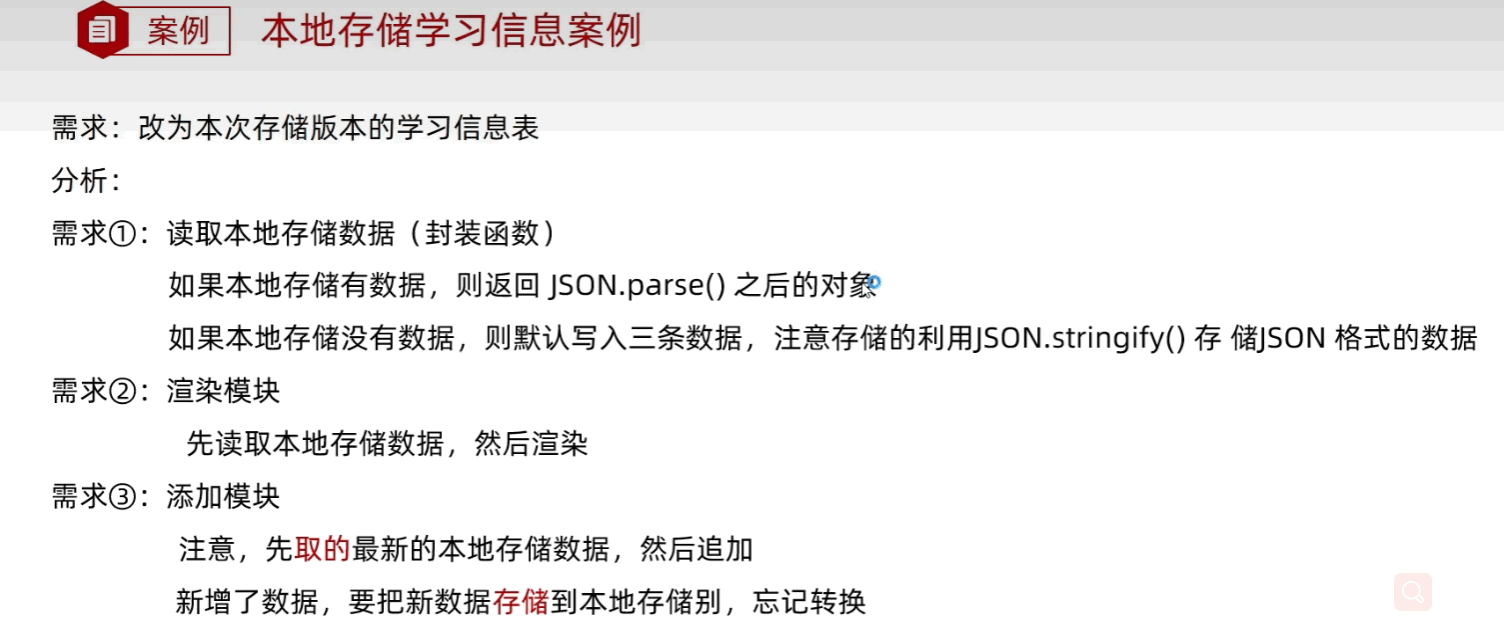 案例 本地存储学习信息案例
需求：改为本次存储版本的学习信息表
分析：
需求①：读取本地存储数据（封装函数）
如果本地存储有数据，则返回 JSON.parse() 之后的对象
如果本地存储没有数据，则默认写入三条数据，注意存储的利用JSON.stringify() 存 储JSON 格式的数据
需求②：渲染模块
先读取本地存储数据，然后渲染
需求③：添加模块
注意，先取的最新的本地存储数据，然后追加
新增了数据，要把新数据存储到本地存储别，忘记转换